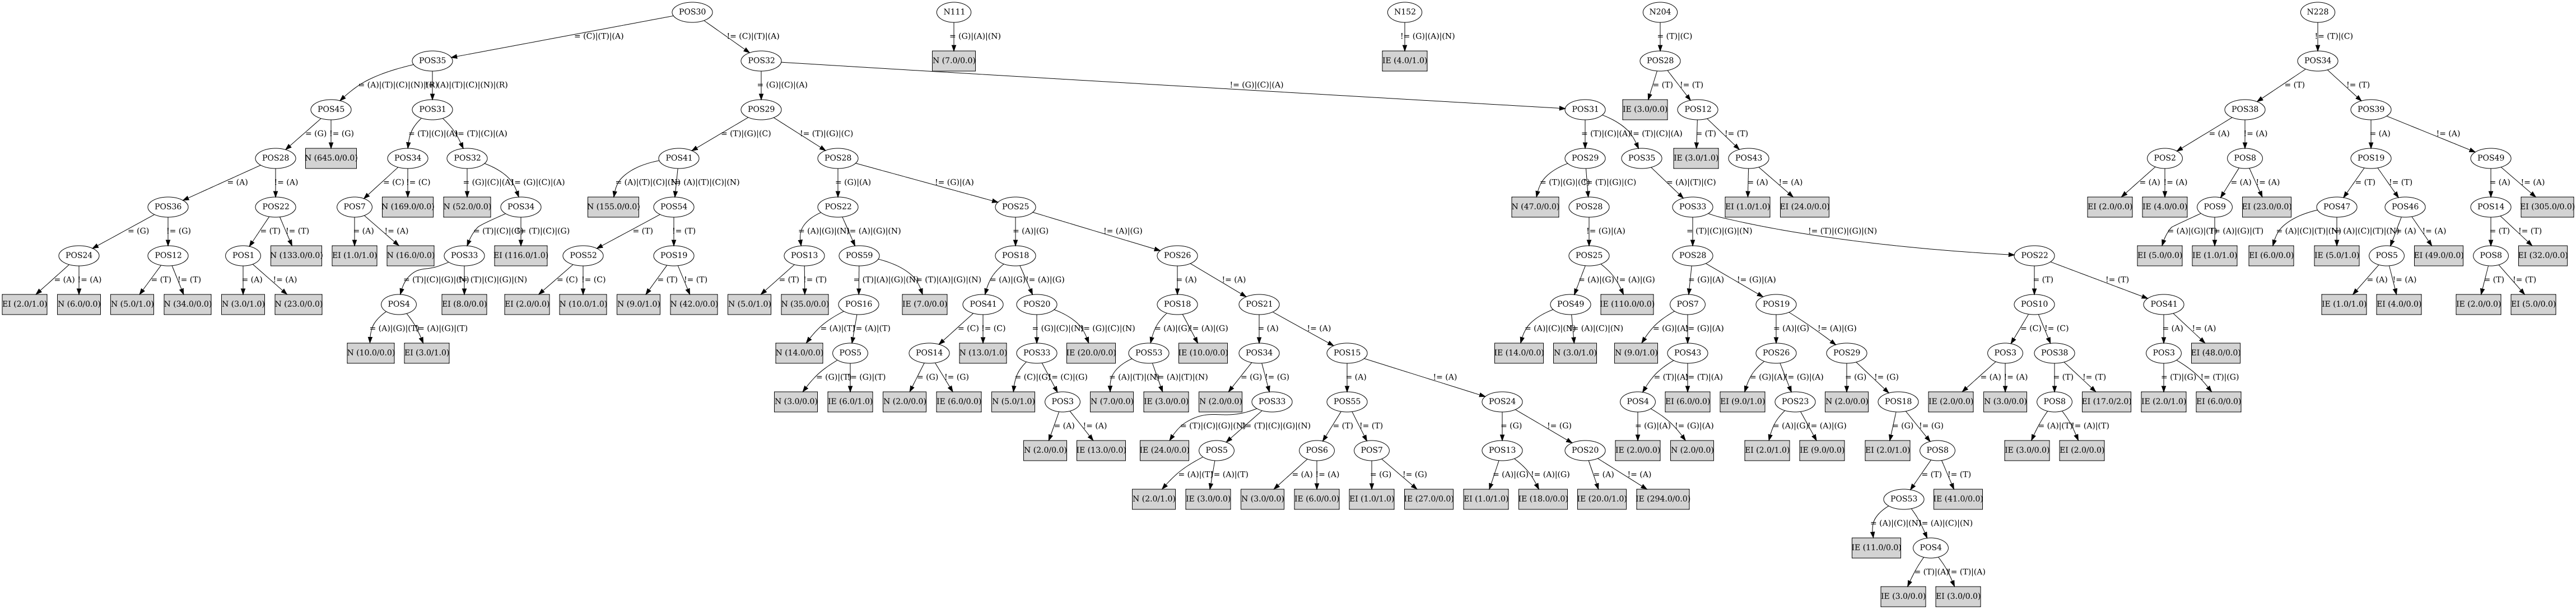 POS30 N111 N152 N204 N228
= (C)|(T)|(A) != (C)|(T)|(A) = (G)|(A)|(N) != (G)|(A)|(N) = (T)|(C) != (T)|(C)
POS35 POS32 N (7.0/0.0) IE (4.0/1.0) POS28 POS34
= (A)|(T)|(C)|(N)|(R) != (A)|(T)|(C)|(N)|(R) = (G)|(C)|(A) != (G)|(C)|(A) = (T) != (T) = (T) != (T)
POS45 POS31 POS29 POS31 IE (3.0/0.0) POS12 POS38 POS39
= (G) != (G) = (T)|(C)|(A) != (T)|(C)|(A) = (T)|(G)|(C) != (T)|(G)|(C) = (T)|(C)|(A) != (T)|(C)|(A) = (T) != (T) = (A) != (A) = (A) != (A)
POS28 N (645.0/0.0) POS34 POS32 POS41 POS28 POS29 POS35 IE (3.0/1.0) POS43 POS2 POS8 POS19 POS49
= (A) != (A) = (C) != (C) = (G)|(C)|(A) != (G)|(C)|(A) = (A)|(T)|(C)|(N) != (A)|(T)|(C)|(N) = (G)|(A) != (G)|(A) = (T)|(G)|(C) != (T)|(G)|(C) = (A)|(T)|(C) = (A) != (A) = (A) != (A) = (A) != (A) = (T) != (T) = (A) != (A)
POS36 POS22 POS7 N (169.0/0.0) N (52.0/0.0) POS34 N (155.0/0.0) POS54 POS22 POS25 N (47.0/0.0) POS28 POS33 EI (1.0/1.0) EI (24.0/0.0) EI (2.0/0.0) IE (4.0/0.0) POS9 EI (23.0/0.0) POS47 POS46 POS14 EI (305.0/0.0)
= (G) != (G) = (T) != (T) = (A) != (A) = (T)|(C)|(G) != (T)|(C)|(G) = (T) != (T) = (A)|(G)|(N) != (A)|(G)|(N) = (A)|(G) != (A)|(G) != (G)|(A) = (T)|(C)|(G)|(N) != (T)|(C)|(G)|(N) = (A)|(G)|(T) != (A)|(G)|(T) = (A)|(C)|(T)|(N) != (A)|(C)|(T)|(N) = (A) != (A) = (T) != (T)
POS24 POS12 POS1 N (133.0/0.0) EI (1.0/1.0) N (16.0/0.0) POS33 EI (116.0/1.0) POS52 POS19 POS13 POS59 POS18 POS26 POS25 POS28 POS22 EI (5.0/0.0) IE (1.0/1.0) EI (6.0/0.0) IE (5.0/1.0) POS5 EI (49.0/0.0) POS8 EI (32.0/0.0)
= (A) != (A) = (T) != (T) = (A) != (A) = (T)|(C)|(G)|(N) != (T)|(C)|(G)|(N) = (C) != (C) = (T) != (T) = (T) != (T) = (T)|(A)|(G)|(N) != (T)|(A)|(G)|(N) = (A)|(G) != (A)|(G) = (A) != (A) = (A)|(G) != (A)|(G) = (G)|(A) != (G)|(A) = (T) != (T) = (A) != (A) = (T) != (T)
EI (2.0/1.0) N (6.0/0.0) N (5.0/1.0) N (34.0/0.0) N (3.0/1.0) N (23.0/0.0) POS4 EI (8.0/0.0) EI (2.0/0.0) N (10.0/1.0) N (9.0/1.0) N (42.0/0.0) N (5.0/1.0) N (35.0/0.0) POS16 IE (7.0/0.0) POS41 POS20 POS18 POS21 POS49 IE (110.0/0.0) POS7 POS19 POS10 POS41 IE (1.0/1.0) EI (4.0/0.0) IE (2.0/0.0) EI (5.0/0.0)
= (A)|(G)|(T) != (A)|(G)|(T) = (A)|(T) != (A)|(T) = (C) != (C) = (G)|(C)|(N) != (G)|(C)|(N) = (A)|(G) != (A)|(G) = (A) != (A) = (A)|(C)|(N) != (A)|(C)|(N) = (G)|(A) != (G)|(A) = (A)|(G) != (A)|(G) = (C) != (C) = (A) != (A)
N (10.0/0.0) EI (3.0/1.0) N (14.0/0.0) POS5 POS14 N (13.0/1.0) POS33 IE (20.0/0.0) POS53 IE (10.0/0.0) POS34 POS15 IE (14.0/0.0) N (3.0/1.0) N (9.0/1.0) POS43 POS26 POS29 POS3 POS38 POS3 EI (48.0/0.0)
= (G)|(T) != (G)|(T) = (G) != (G) = (C)|(G) != (C)|(G) = (A)|(T)|(N) != (A)|(T)|(N) = (G) != (G) = (A) != (A) = (T)|(A) != (T)|(A) = (G)|(A) != (G)|(A) = (G) != (G) = (A) != (A) = (T) != (T) = (T)|(G) != (T)|(G)
N (3.0/0.0) IE (6.0/1.0) N (2.0/0.0) IE (6.0/0.0) N (5.0/1.0) POS3 N (7.0/0.0) IE (3.0/0.0) N (2.0/0.0) POS33 POS55 POS24 POS4 EI (6.0/0.0) EI (9.0/1.0) POS23 N (2.0/0.0) POS18 IE (2.0/0.0) N (3.0/0.0) POS8 EI (17.0/2.0) IE (2.0/1.0) EI (6.0/0.0)
= (A) != (A) = (T)|(C)|(G)|(N) != (T)|(C)|(G)|(N) = (T) != (T) = (G) != (G) = (G)|(A) != (G)|(A) = (A)|(G) != (A)|(G) = (G) != (G) = (A)|(T) != (A)|(T)
N (2.0/0.0) IE (13.0/0.0) IE (24.0/0.0) POS5 POS6 POS7 POS13 POS20 IE (2.0/0.0) N (2.0/0.0) EI (2.0/1.0) IE (9.0/0.0) EI (2.0/1.0) POS8 IE (3.0/0.0) EI (2.0/0.0)
= (A)|(T) != (A)|(T) = (A) != (A) = (G) != (G) = (A)|(G) != (A)|(G) = (A) != (A) = (T) != (T)
N (2.0/1.0) IE (3.0/0.0) N (3.0/0.0) IE (6.0/0.0) EI (1.0/1.0) IE (27.0/0.0) EI (1.0/1.0) IE (18.0/0.0) IE (20.0/1.0) IE (294.0/0.0) POS53 IE (41.0/0.0)
= (A)|(C)|(N) != (A)|(C)|(N)
IE (11.0/0.0) POS4
= (T)|(A) != (T)|(A)
IE (3.0/0.0) EI (3.0/0.0)